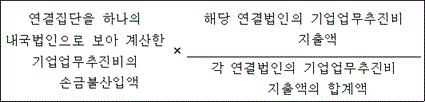 연결집단을 하나의
내국법인으로 보아 계산한
기업업무추진비의
손금불산입액
×
해당 연결법인의 기업업무추진비
지출액
각 연결법인의 기업업무추진비
지출액의 합계액